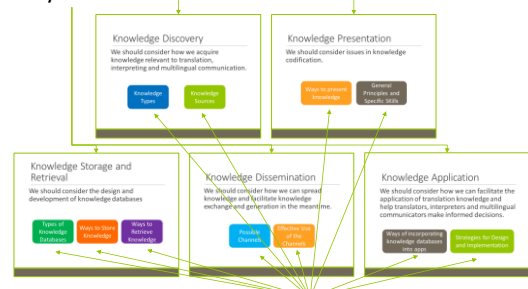 Knowledge Discovery
We should consider how we acquire
knowledge relevant to translation,
interpreting and multilingual communication.
Knowledge
Types
Knowledge
Sources
Knowledge Presentation
We should consider issues in knowledge
codification.
Ways to present
knowledge
General
Principles and
Specific Skills
Knowledge Storage and
Retrieval
We should consider the design and
development of knowledge databases
Types of
Knowledge
Databases
Ways to Store
Knowledge
Ways to
Retrieve
Knowledge
Knowledge Dissemination
We should consider how we can spread
knowledge and facilitate knowledge
exchange and generation in the meantime.
Possible
Channels
Effective Use
of the
Channels
Knowledge Application
We should consider how we can facilitate the
application of translation knowledge and
help translators, interpreters and multilingual
communicators make informed decisions.
Ways of incorporating
knowledge databases
into apps
Strategies for Design
and Implementation